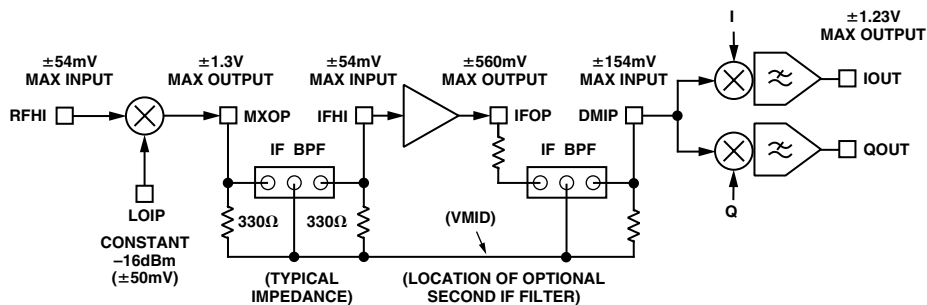 I
±1.23V
MAX OUTPUT
±54mV
MAX INPUT
±1.3V
MAX OUTPUT
±54mV
MAX INPUT
±560mV
MAX OUTPUT
±154mV
MAX INPUT
IOUT
RFHI
MXOP
IFHI
IFOP
DMIP
IF BPF
IF BPF
QOUT
LOIP
330Ω
330Ω
(VMID)
Q
CONSTANT
–16dBm
(±50mV)
(TYPICAL
IMPEDANCE)
(LOCATION OF OPTIONAL
SECOND IF FILTER)